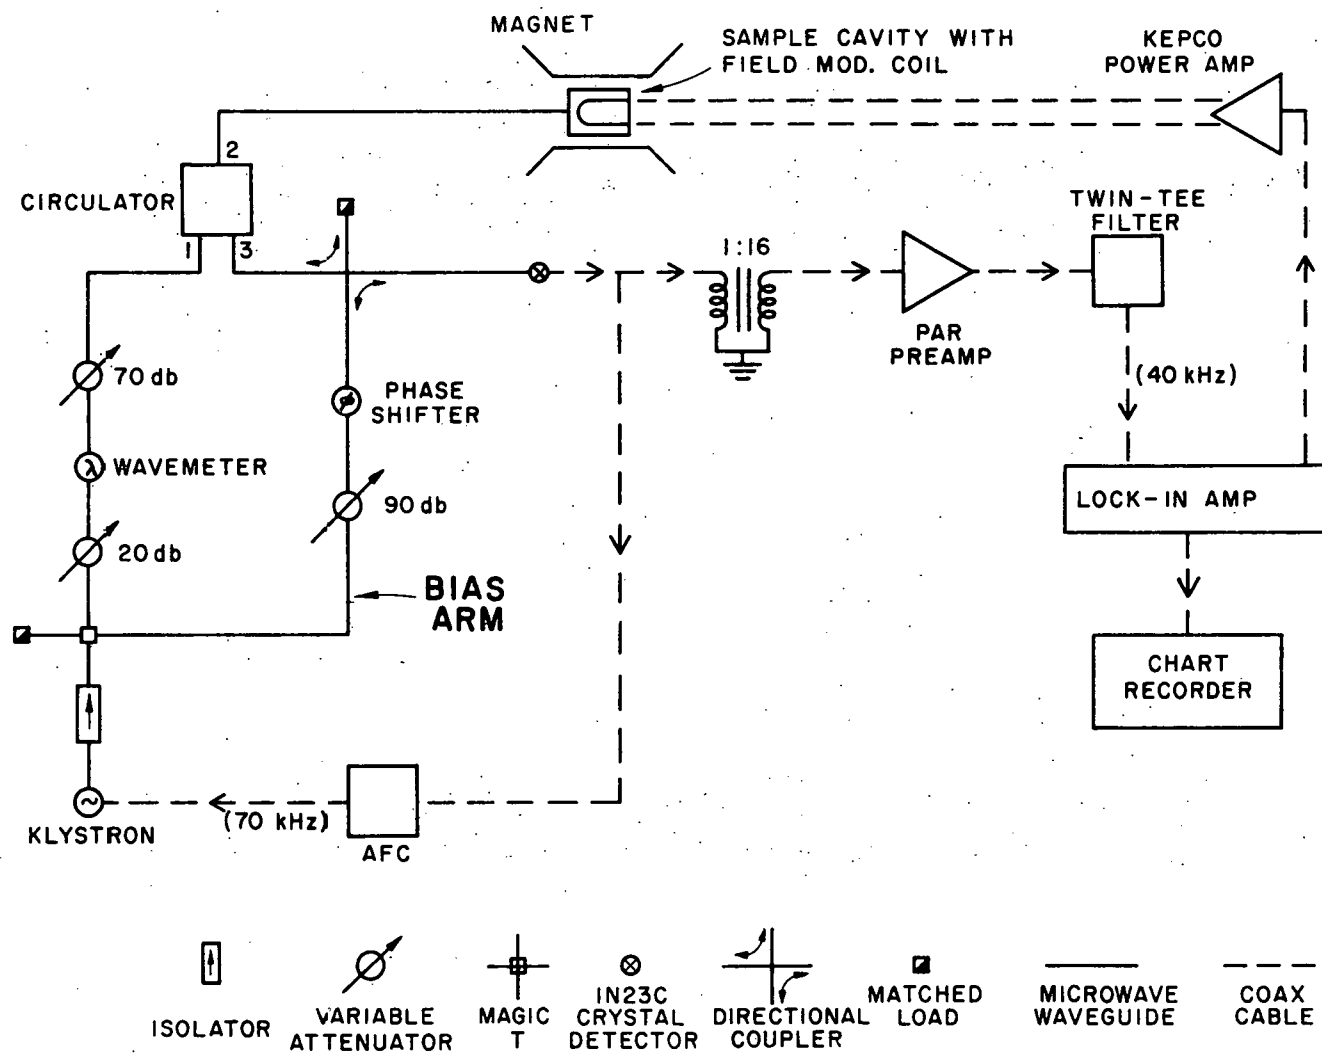 MAGNET
SAMPLE CAVITY WITH
FIELD MOD. COIL
KEPCO
POWER AMP
2
CIRCULATOR
1
3
TWIN-TEE
FILTER
1:16
PAR
PREAMP
(40 kHz)
70 db
PHASE
SHIFTER
λ WAVEMETER
90 db
20 db
LOCK-IN AMP
BIAS
ARM
CHART
RECORDER
(70 kHz)
KLYSTRON
AFC
ISOLATOR
VARIABLE
ATTENUATOR
MAGIC
T
IN23C
CRYSTAL
DETECTOR
DIRECTIONAL
COUPLER
MATCHED
LOAD
MICROWAVE
WAVEGUIDE
COAX
CABLE